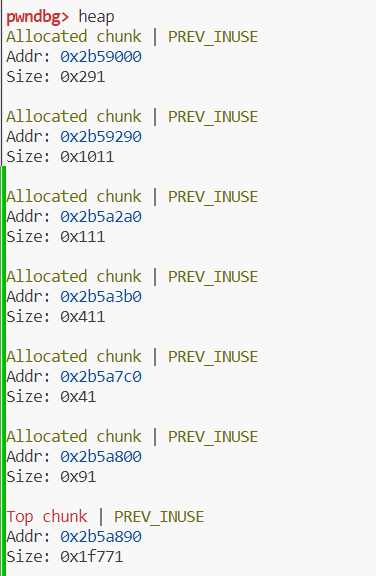 pwndbg> heap
Allocated chunk | PREV_INUSE
Addr: 0x2b59000
Size: 0x291
Allocated chunk | PREV_INUSE
Addr: 0x2b59290
Size: 0x1011
Allocated chunk | PREV_INUSE
Addr: 0x2b5a2a0
Size: 0x111
Allocated chunk | PREV_INUSE
Addr: 0x2b5a3b0
Size: 0x411
Allocated chunk | PREV_INUSE
Addr: 0x2b5a7c0
Size: 0x41
Allocated chunk | PREV_INUSE
Addr: 0x2b5a800
Size: 0x91
Top chunk | PREV_INUSE
Addr: 0x2b5a890
Size: 0x1f771